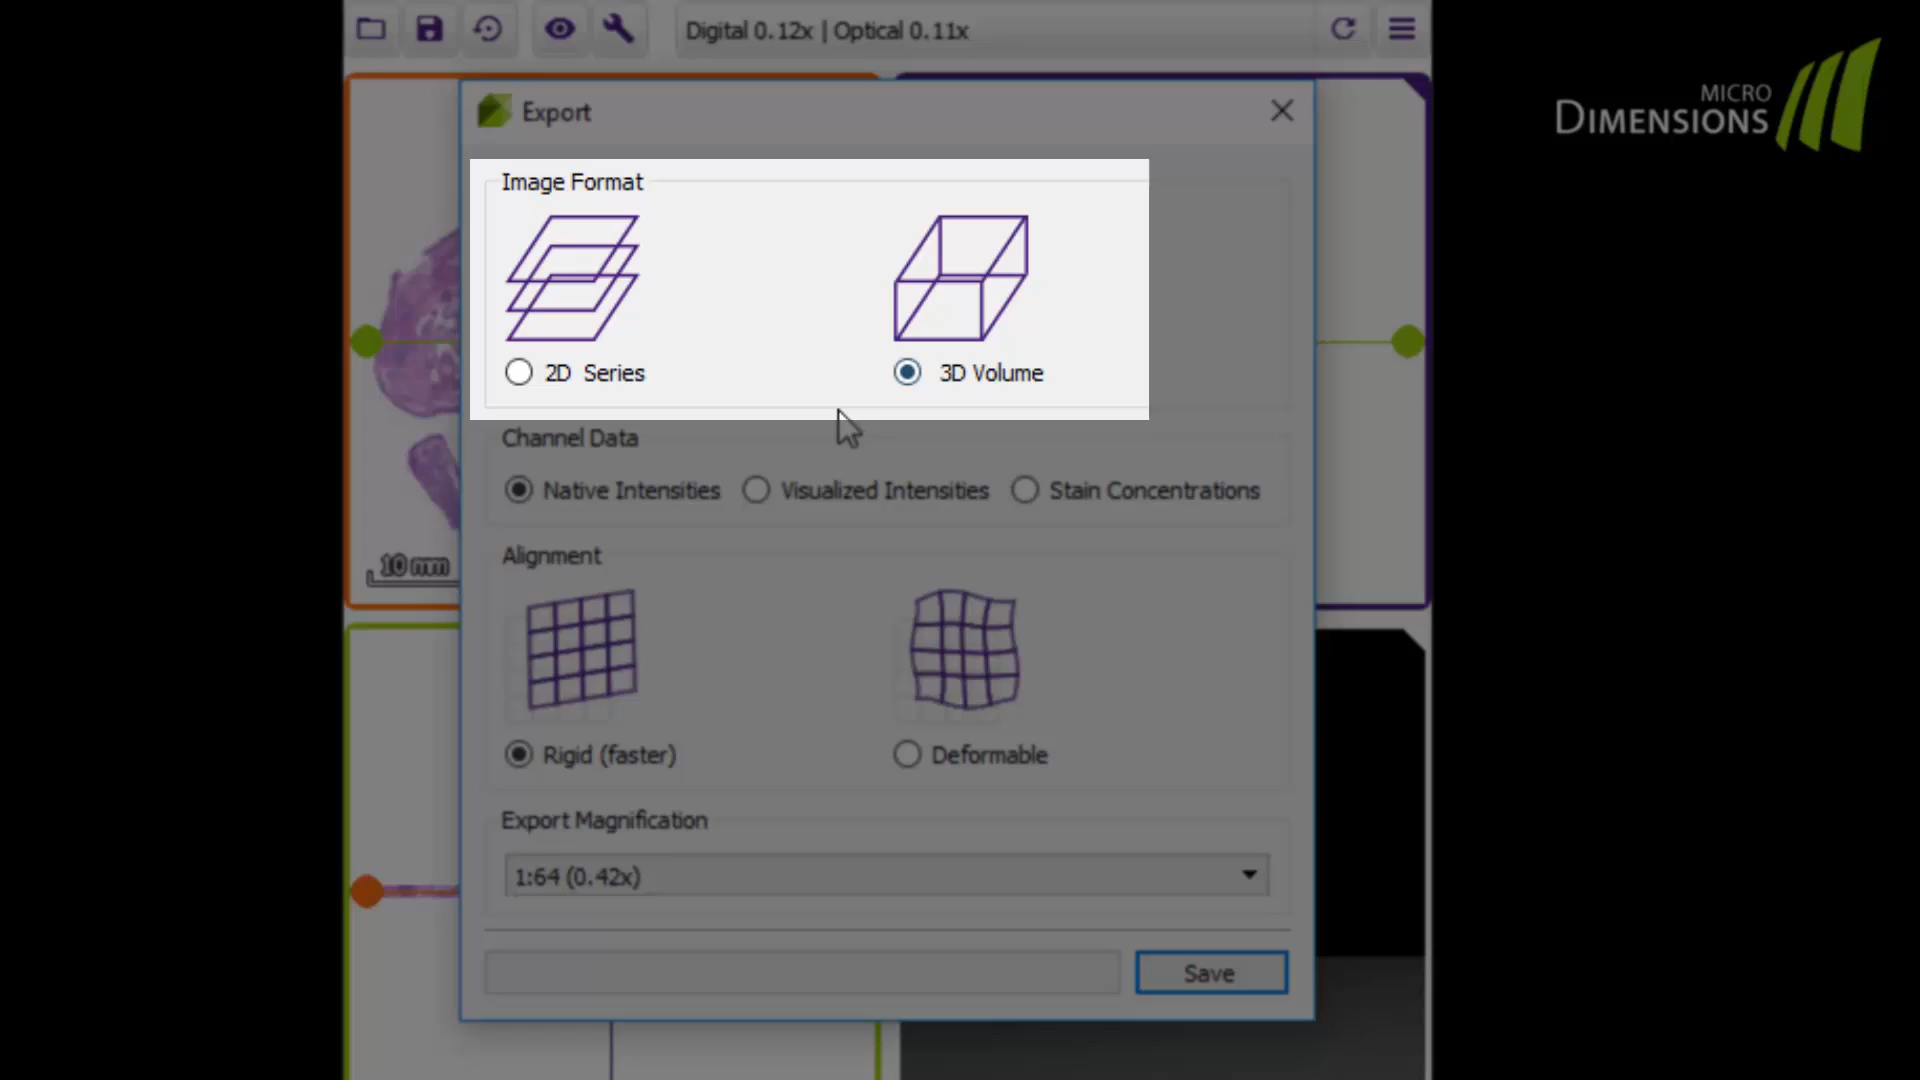 Digital 0.12x | Optical 0.11x
MICRO
DIMENSIONS
Export
Image Format
2D Series
3D Volume
Channel Data
Native Intensities
Visualized Intensities
Stain Concentrations
10 mm
Alignment
Rigid (faster)
Deformable
Export Magnification
1:64 (0.42x)
Save